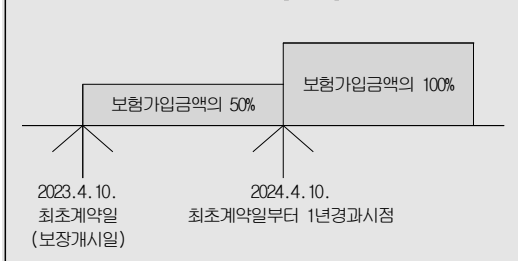 보험가입금액의 50%
보험가입금액의 100%
2023.4.10.
최초계약일
(보장개시일)
2024.4.10.
최초계약일부터 1년경과시점